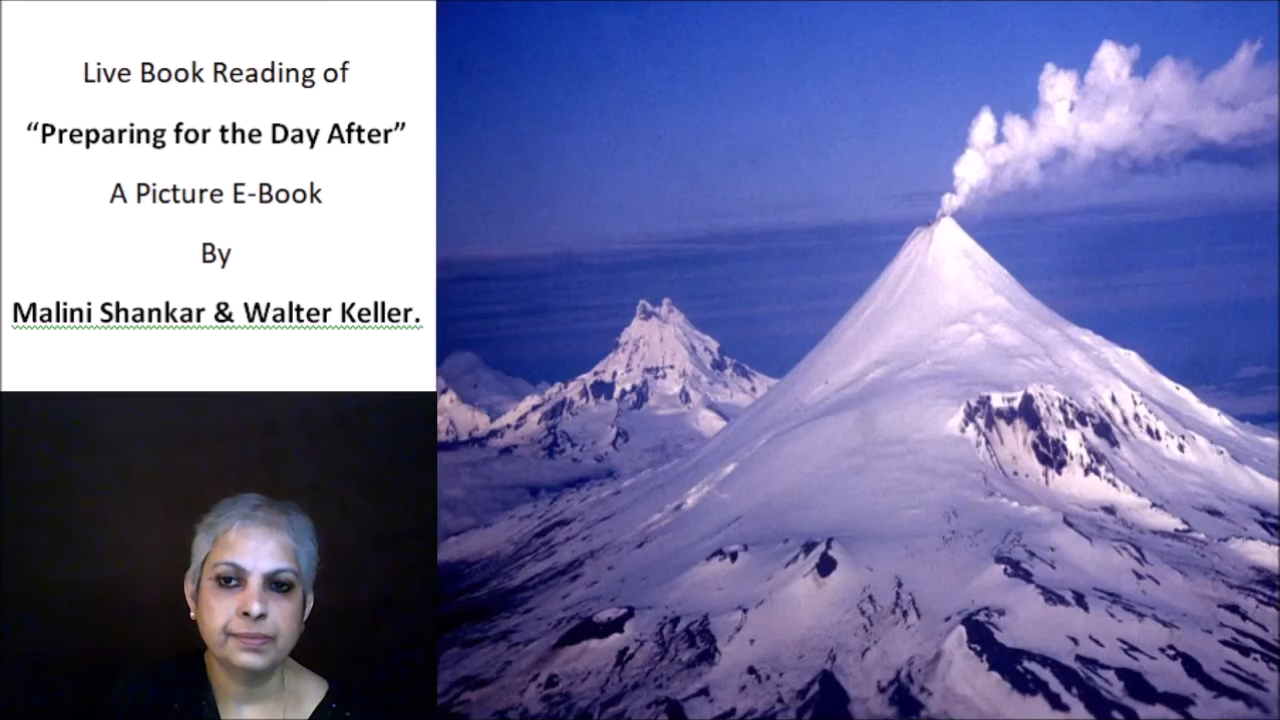 Live Book Reading of
“Preparing for the Day After”
A Picture E-Book
By
Malini Shankar & Walter Keller.